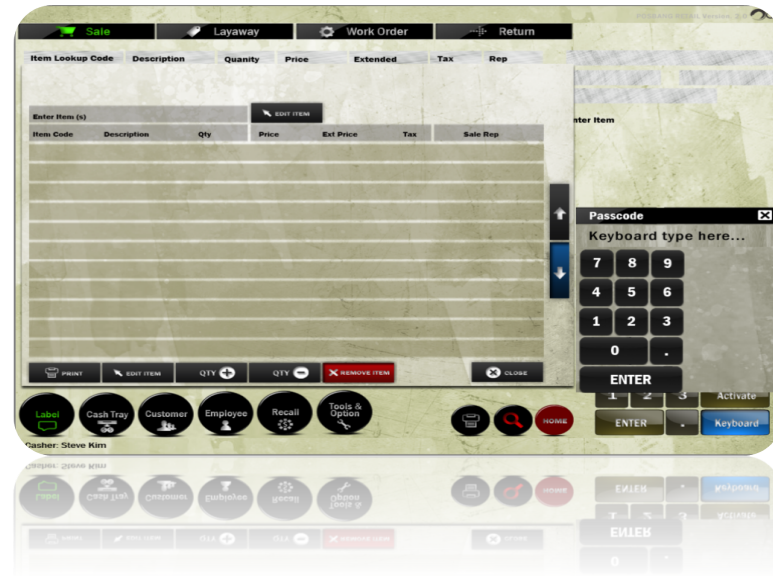 Sale Layaway Work Order Return
Item Lookup Code Description Quanity Price Extended Tax Rep
Enter Item (s) EDIT ITEM
nter Item
Item Code Description Qty Price Ext Price Tax Sale Rep
Passcode
Keyboard type here...
7 8 9
4 5 6
1 2 3
0 .
ENTER
PRINT EDIT ITEM QTY QTY REMOVE ITEM CLOSE
1 2 3 Activate
ENTER . Keyboard
Label Cash Tray Customer Employee Recall Tools &
Option
HOME
Casher: Steve Kim